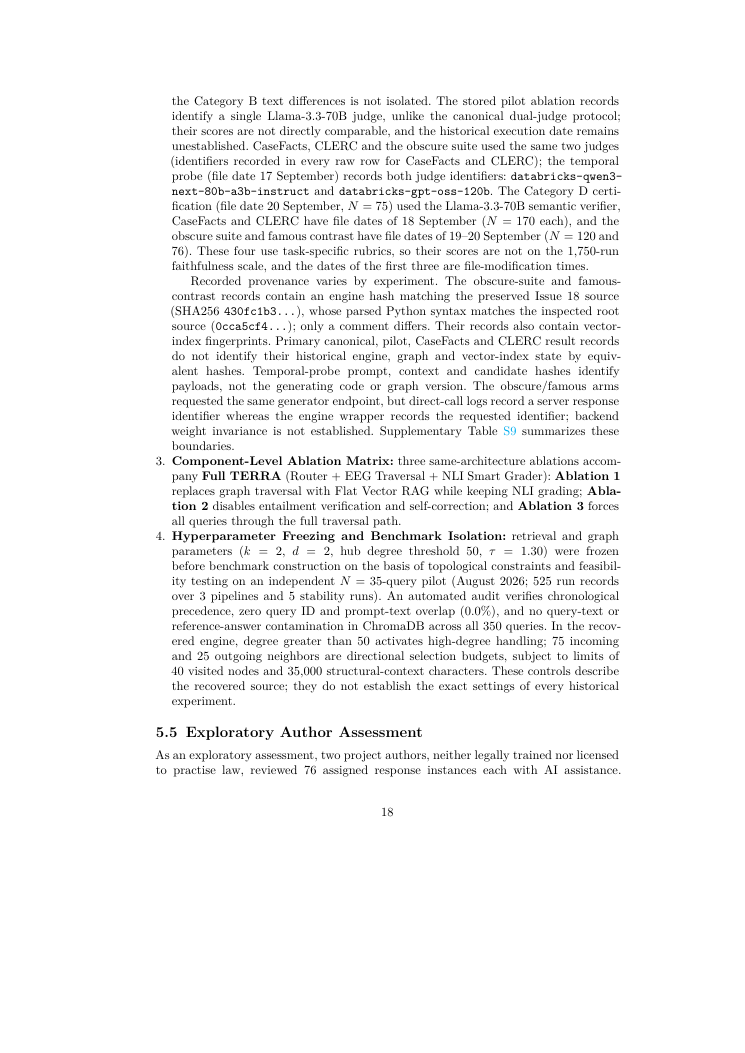 the Category B text differences is not isolated. The stored pilot ablation records
identify a single Llama-3.3-70B judge, unlike the canonical dual-judge protocol;
their scores are not directly comparable, and the historical execution date remains
unestablished. CaseFacts, CLERC and the obscure suite used the same two judges
(identifiers recorded in every raw row for CaseFacts and CLERC); the temporal
probe (file date 17 September) records both judge identifiers: databricks-qwen3-
next-80b-a3b-instruct and databricks-gpt-oss-120b. The Category D certi-
fication (file date 20 September, N = 75) used the Llama-3.3-70B semantic verifier,
CaseFacts and CLERC have file dates of 18 September (N = 170 each), and the
obscure suite and famous contrast have file dates of 19–20 September (N = 120 and
76). These four use task-specific rubrics, so their scores are not on the 1,750-run
faithfulness scale, and the dates of the first three are file-modification times.
Recorded provenance varies by experiment. The obscure-suite and famous-
contrast records contain an engine hash matching the preserved Issue 18 source
(SHA256 430fc1b3...), whose parsed Python syntax matches the inspected root
source (0cca5cf4...); only a comment differs. Their records also contain vector-
index fingerprints. Primary canonical, pilot, CaseFacts and CLERC result records
do not identify their historical engine, graph and vector-index state by equiv-
alent hashes. Temporal-probe prompt, context and candidate hashes identify
payloads, not the generating code or graph version. The obscure/famous arms
requested the same generator endpoint, but direct-call logs record a server response
identifier whereas the engine wrapper records the requested identifier; backend
weight invariance is not established. Supplementary Table S9 summarizes these
boundaries.
3. Component-Level Ablation Matrix: three same-architecture ablations accom-
pany Full TERRA (Router + EEG Traversal + NLI Smart Grader): Ablation 1
replaces graph traversal with Flat Vector RAG while keeping NLI grading; Abla-
tion 2 disables entailment verification and self-correction; and Ablation 3 forces
all queries through the full traversal path.
4. Hyperparameter Freezing and Benchmark Isolation: retrieval and graph
parameters (k = 2, d = 2, hub degree threshold 50, τ = 1.30) were frozen
before benchmark construction on the basis of topological constraints and feasibil-
ity testing on an independent N = 35-query pilot (August 2026; 525 run records
over 3 pipelines and 5 stability runs). An automated audit verifies chronological
precedence, zero query ID and prompt-text overlap (0.0%), and no query-text or
reference-answer contamination in ChromaDB across all 350 queries. In the recov-
ered engine, degree greater than 50 activates high-degree handling; 75 incoming
and 25 outgoing neighbors are directional selection budgets, subject to limits of
40 visited nodes and 35,000 structural-context characters. These controls describe
the recovered source; they do not establish the exact settings of every historical
experiment.
5.5 Exploratory Author Assessment
As an exploratory assessment, two project authors, neither legally trained nor licensed
to practise law, reviewed 76 assigned response instances each with AI assistance.
18